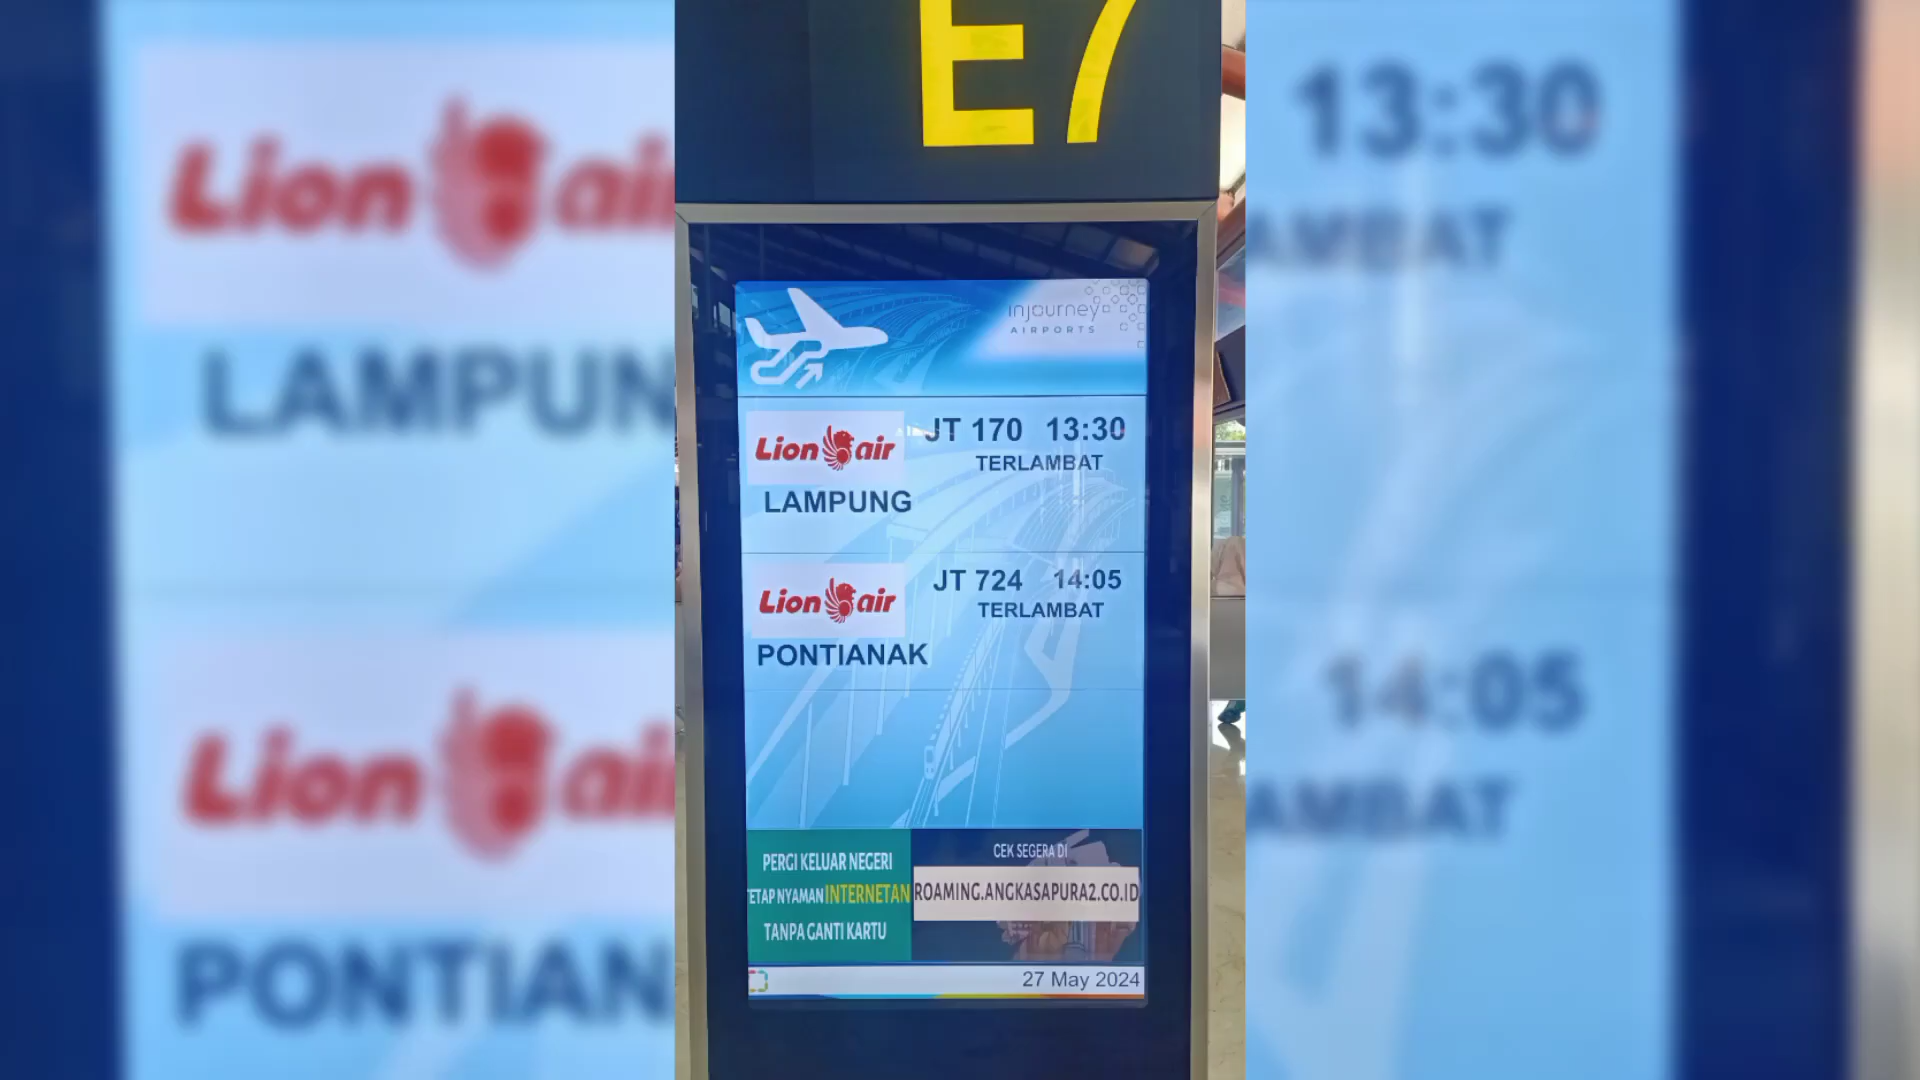 E7
injourney
AIRPORTS
Lion air JT 170 13:30
TERLAMBAT
LAMPUNG
Lion air JT 724 14:05
TERLAMBAT
PONTIANAK
PERGI KELUAR NEGERI
ETAP NYAMAN INTERNETAN
TANPA GANTI KARTU
CEK SEGERA DI
ROAMING.ANGKASAPURA2.CO.ID
27 May 2024